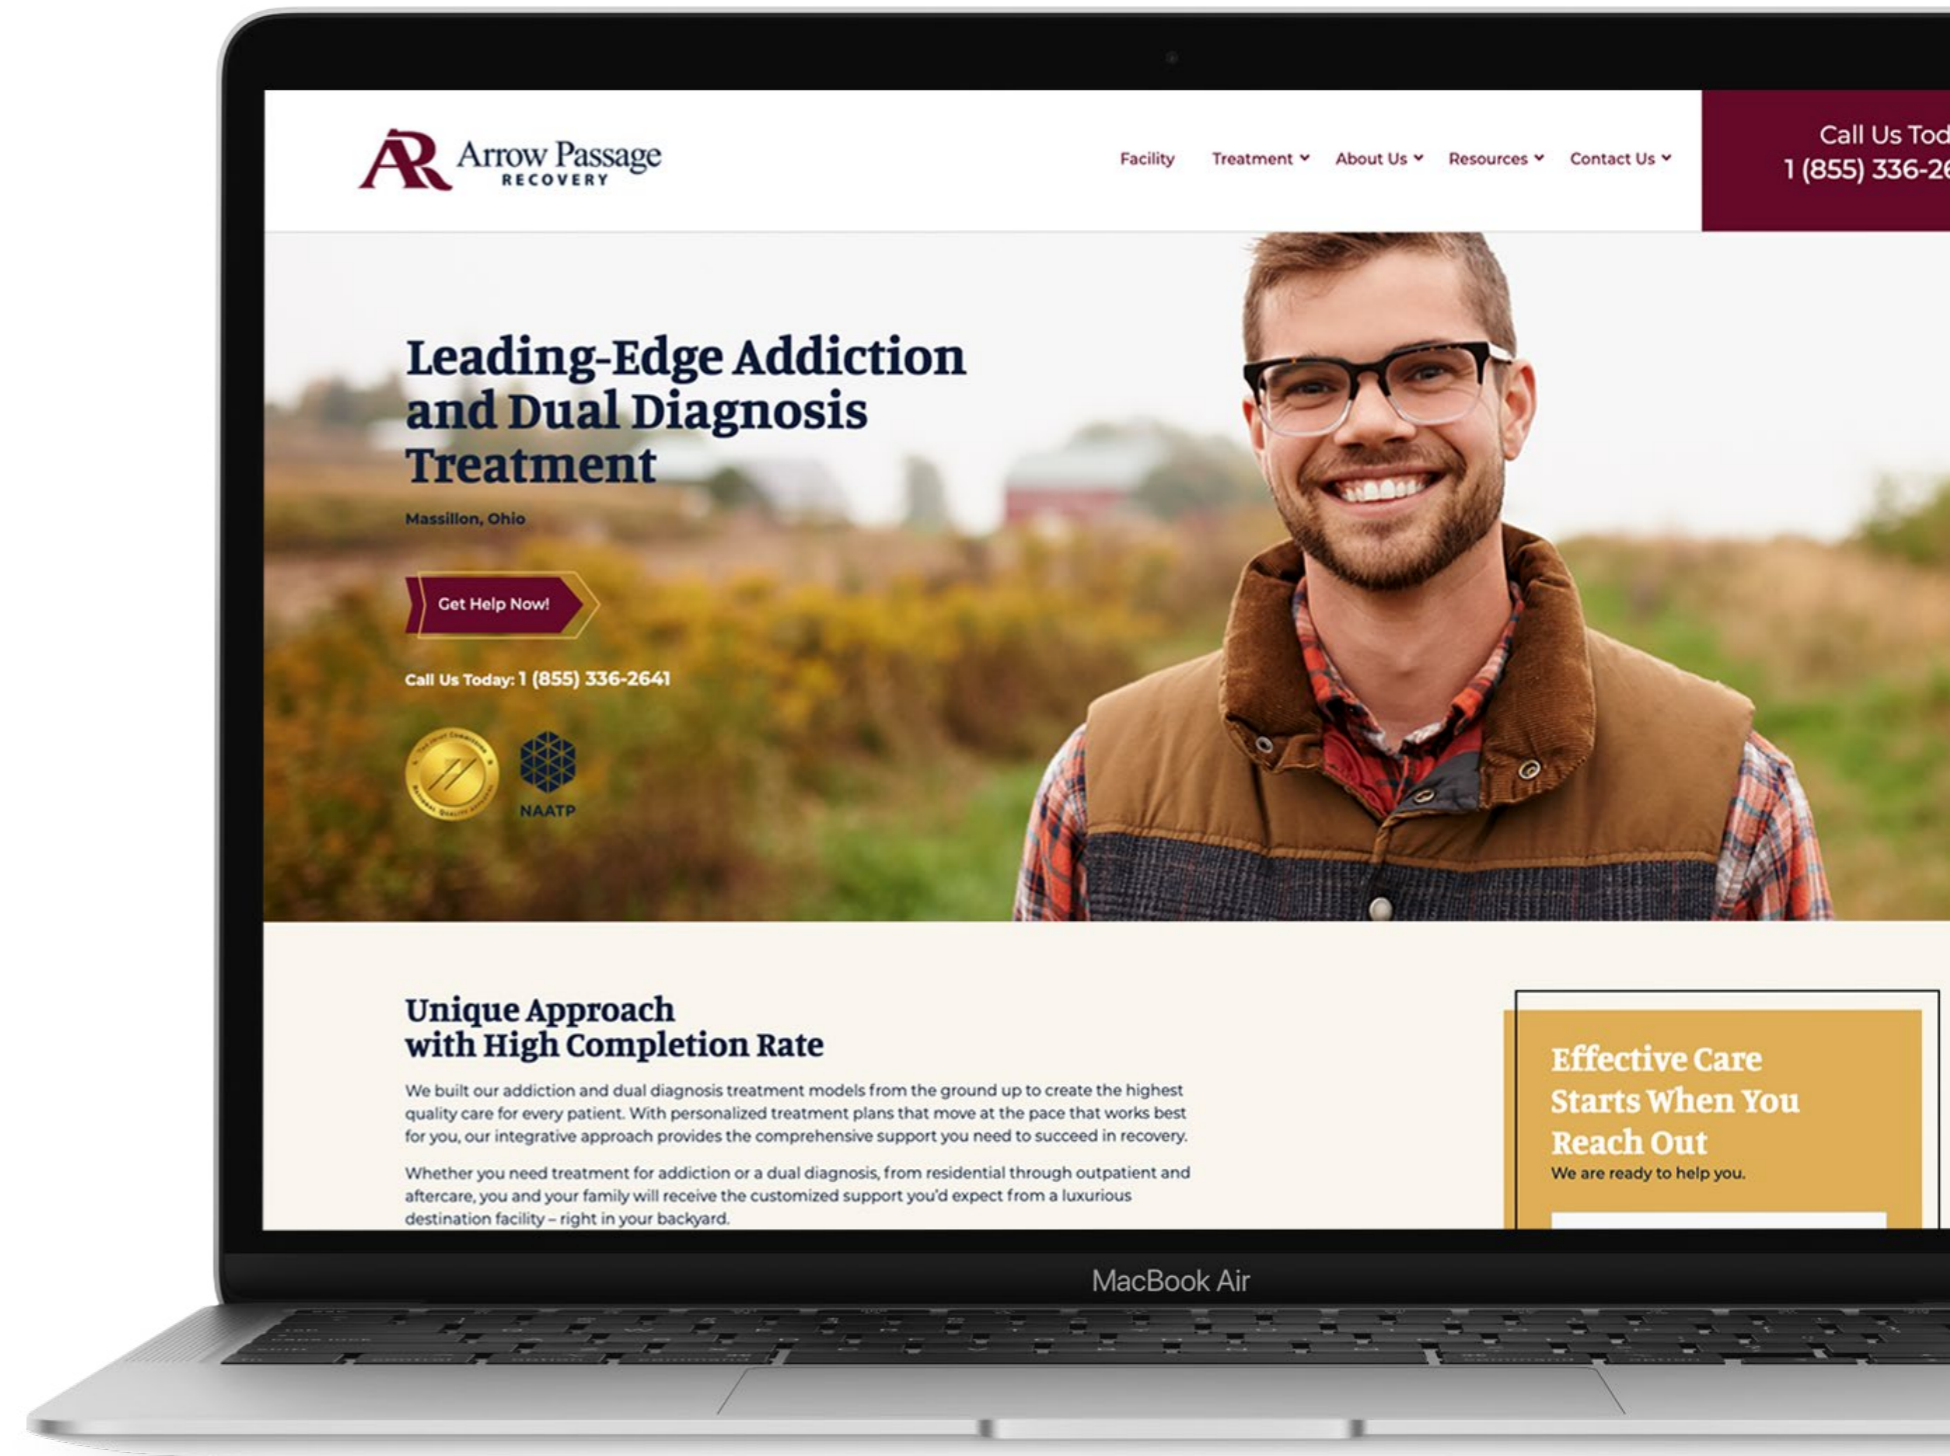 AR Arrow Passage
RECOVERY
Facility Treatment About Us Resources Contact Us
Call Us Tod
1 (855) 336-26
Leading-Edge Addiction
and Dual Diagnosis
Treatment
Massillon, Ohio
Get Help Now!
Call Us Today: 1 (855) 336-2641
NAATP
Unique Approach
with High Completion Rate
We built our addiction and dual diagnosis treatment models from the ground up to create the highest
quality care for every patient. With personalized treatment plans that move at the pace that works best
for you, our integrative approach provides the comprehensive support you need to succeed in recovery.
Whether you need treatment for addiction or a dual diagnosis, from residential through outpatient and
aftercare, you and your family will receive the customized support you'd expect from a luxurious
destination facility – right in your backyard.
Effective Care
Starts When You
Reach Out
We are ready to help you.
MacBook Air